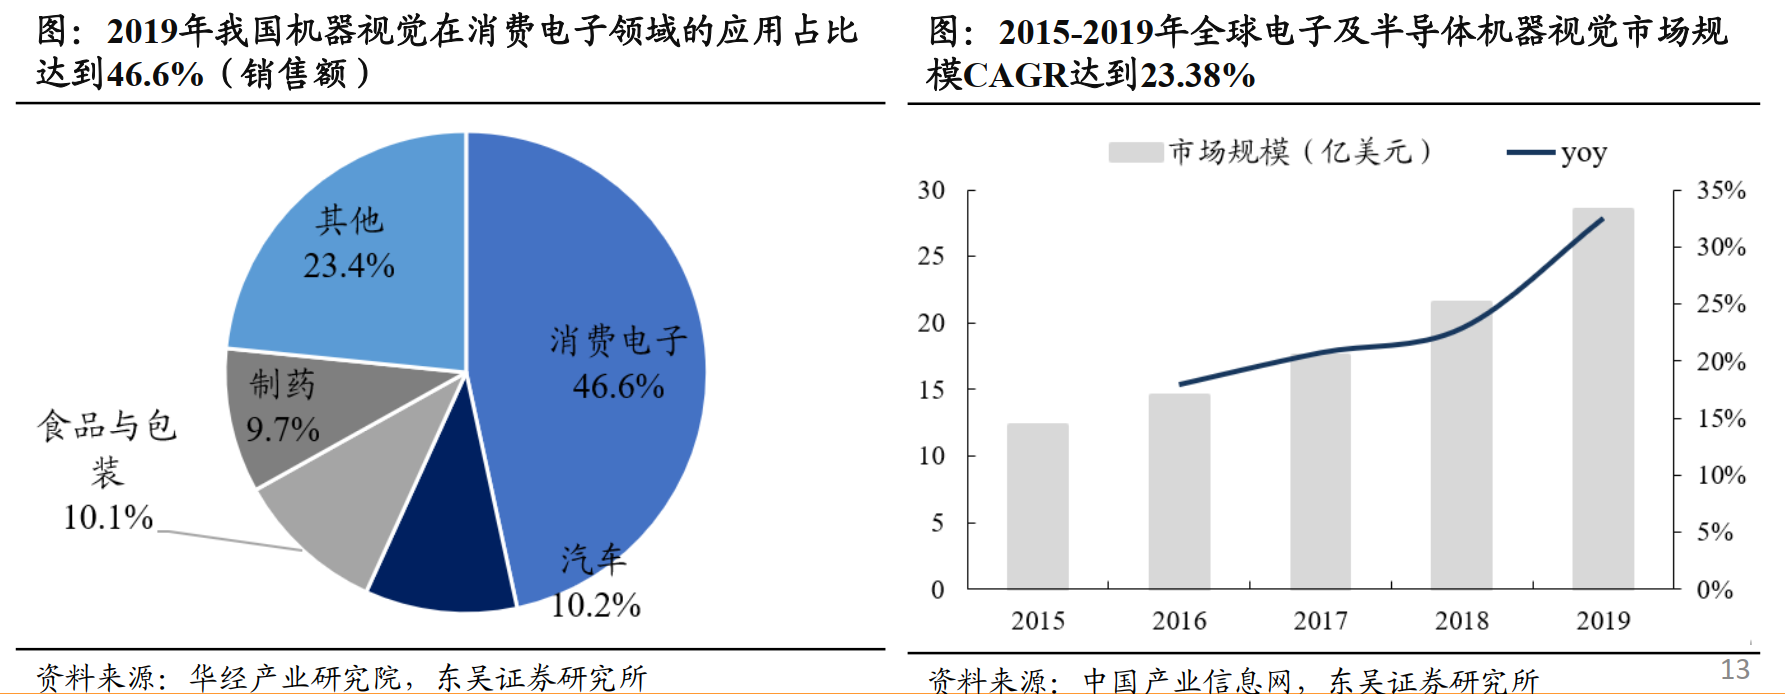 图：2019年我国机器视觉在消费电子领域的应用占比
达到46.6%（销售额）
其他
23.4%
消费电子
46.6%
制药
9.7%
食品与包
装
10.1%
汽车
10.2%
资料来源：华经产业研究院，东吴证券研究所
图：2015-2019年全球电子及半导体机器视觉市场规
模CAGR达到23.38%
市场规模（亿美元） yoy
30 35%
30%
25
25%
20
20%
15
15%
10
10%
5
5%
0 0%
2015 2016 2017 2018 2019
资料来源：中国产业信息网，东吴证券研究所
13